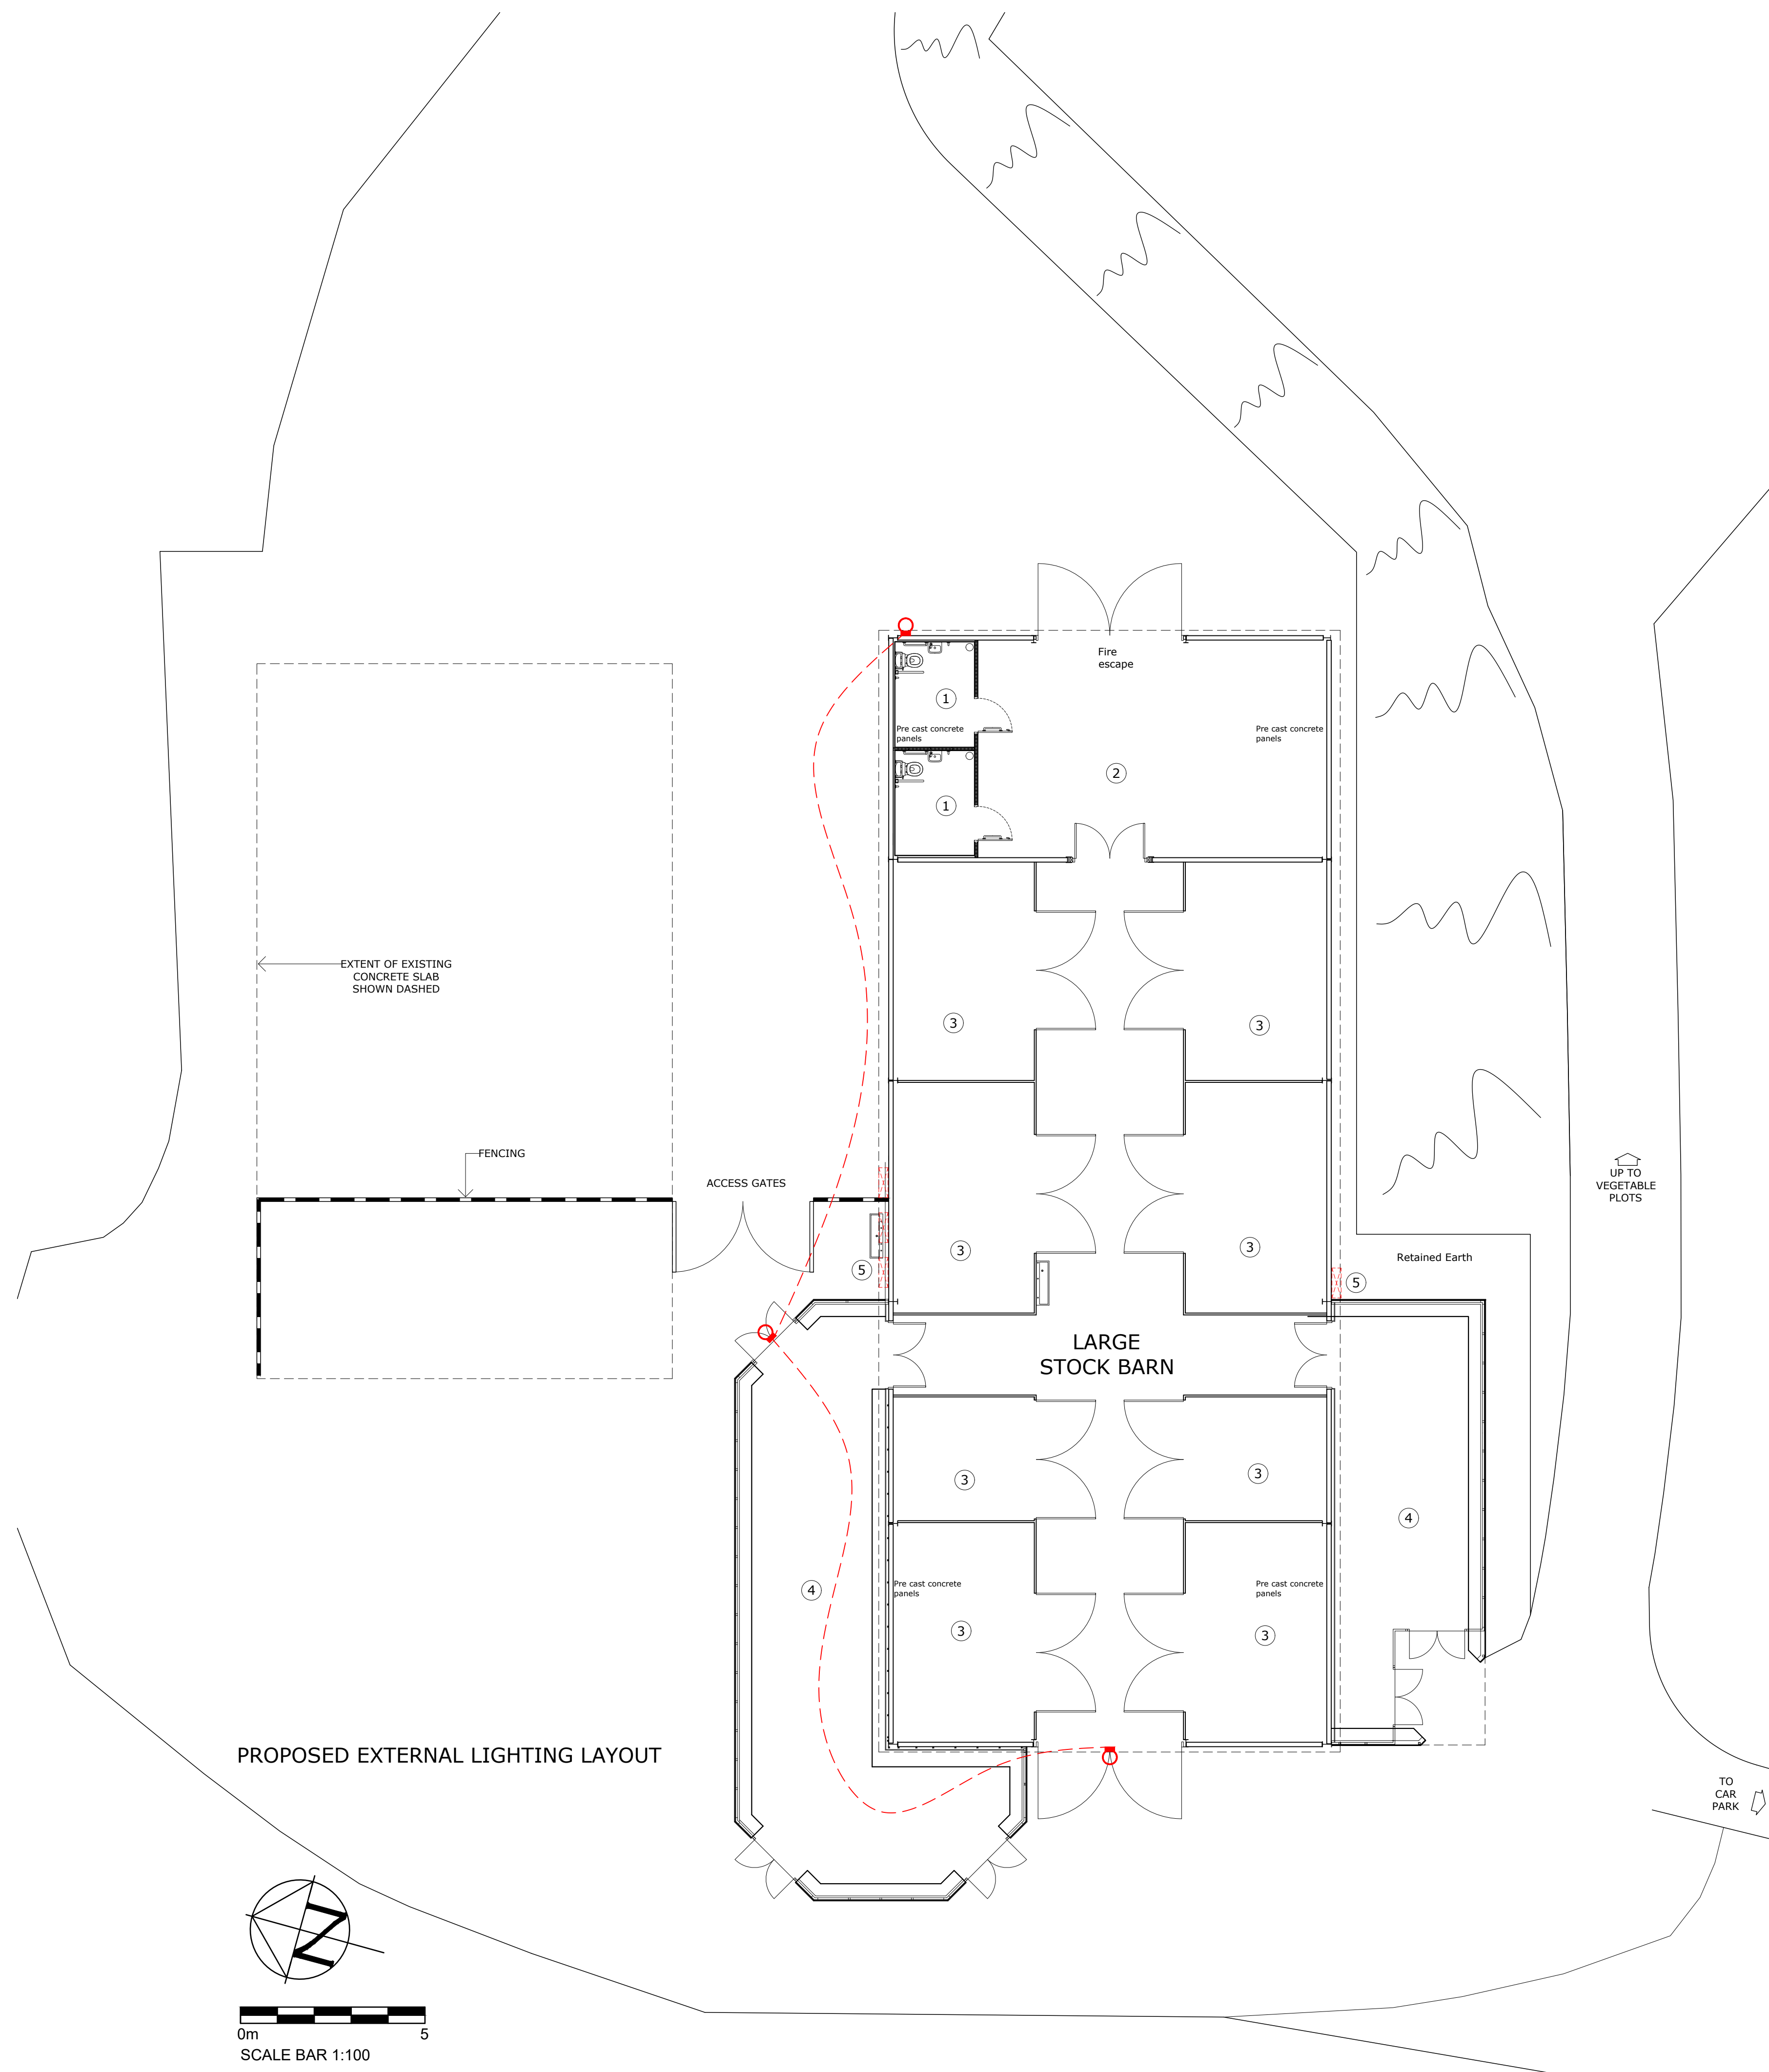 Fire
escape
1
Pre cast concrete
panels
Pre cast concrete
panels
2
1
EXTENT OF EXISTING
CONCRETE SLAB
SHOWN DASHED
3
3
FENCING
ACCESS GATES
UP TO
VEGETABLE
PLOTS
3
3
Retained Earth
5
5
LARGE
STOCK BARN
3
3
4
4
Pre cast concrete
panels
Pre cast concrete
panels
3
3
PROPOSED EXTERNAL LIGHTING LAYOUT
TO
CAR
PARK
N
0m 5
SCALE BAR 1:100